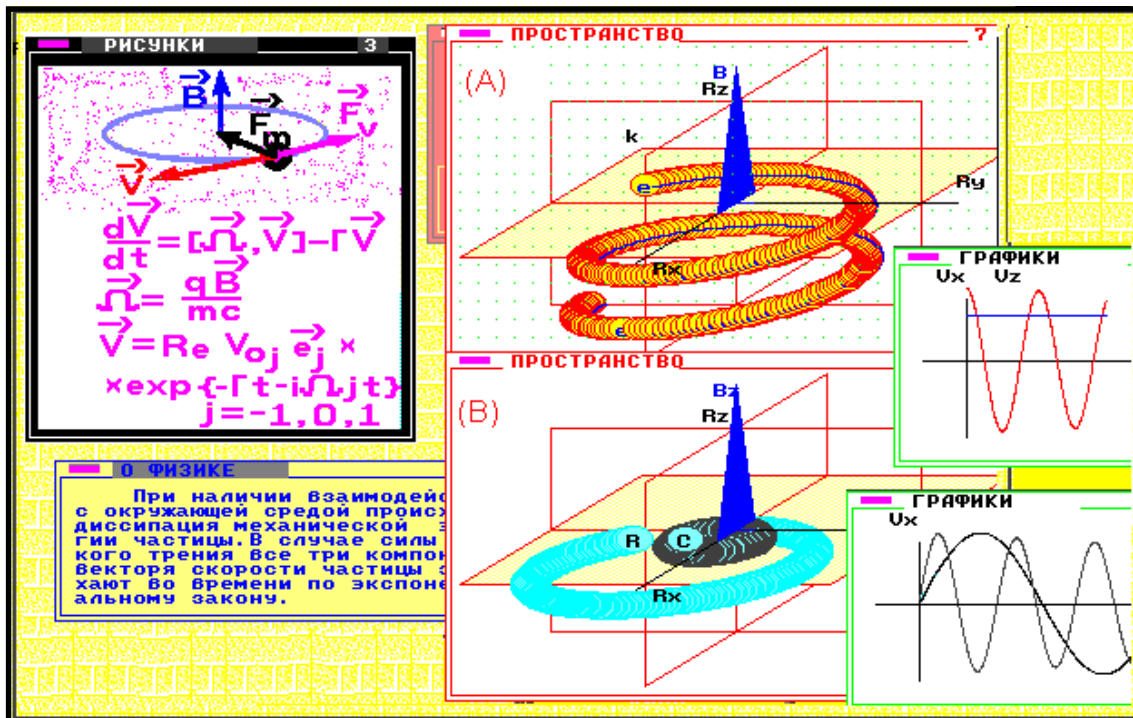 РИСУНКИ 3
B
F m
F v
V
dV/dt=[Ω,V]-ΓV
Ω= qB/mc
V=Re Voj ej ×
×exp{-Γt-iΩjt}
j=-1,0,1
О ФИЗИКЕ
При наличии взаимодейс
с окружающей средой происх
диссипация механической э
гии частицы. В случае силы
кого трения все три компон
вектора скорости частицы з
хают во времени по экспоне
альному закону.
ПРОСТРАНСТВО 7
(A)
B
Rz
k
e
Ry
Rx
e
ПРОСТРАНСТВО
(B)
Bz
Rz
R C
Rx
ГРАФИКИ
Vx Vz
ГРАФИКИ
Vx